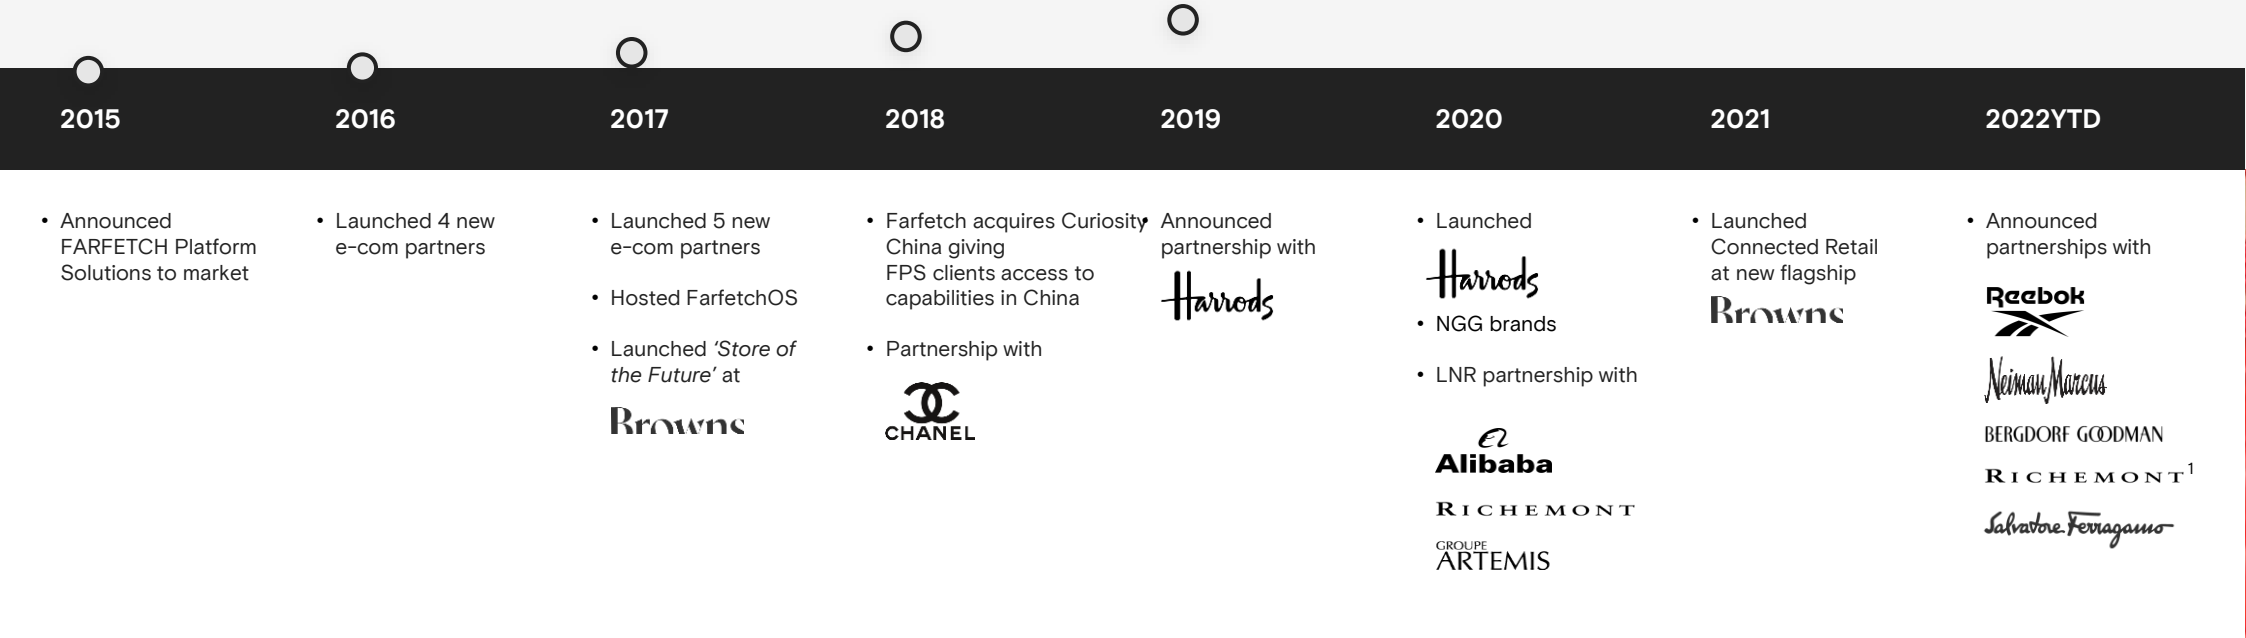 2015
2016
2017
2018
2019
2020
2021
2022YTD
• Announced
FARFETCH Platform
Solutions to market
• Launched 4 new
e-com partners
• Launched 5 new
e-com partners
• Hosted FarfetchOS
• Launched ‘Store of
the Future’ at
Browns
• Farfetch acquires Curiosity
China giving
FPS clients access to
capabilities in China
• Partnership with
CHANEL
• Announced
partnership with
Harrods
• Launched
Harrods
• NGG brands
• LNR partnership with
Alibaba
RICHEMONT
GROUPE
ARTEMIS
• Launched
Connected Retail
at new flagship
Browns
• Announced
partnerships with
Reebok
Neiman Marcus
BERGDORF GOODMAN
RICHEMONT¹
Salvatore Ferragamo